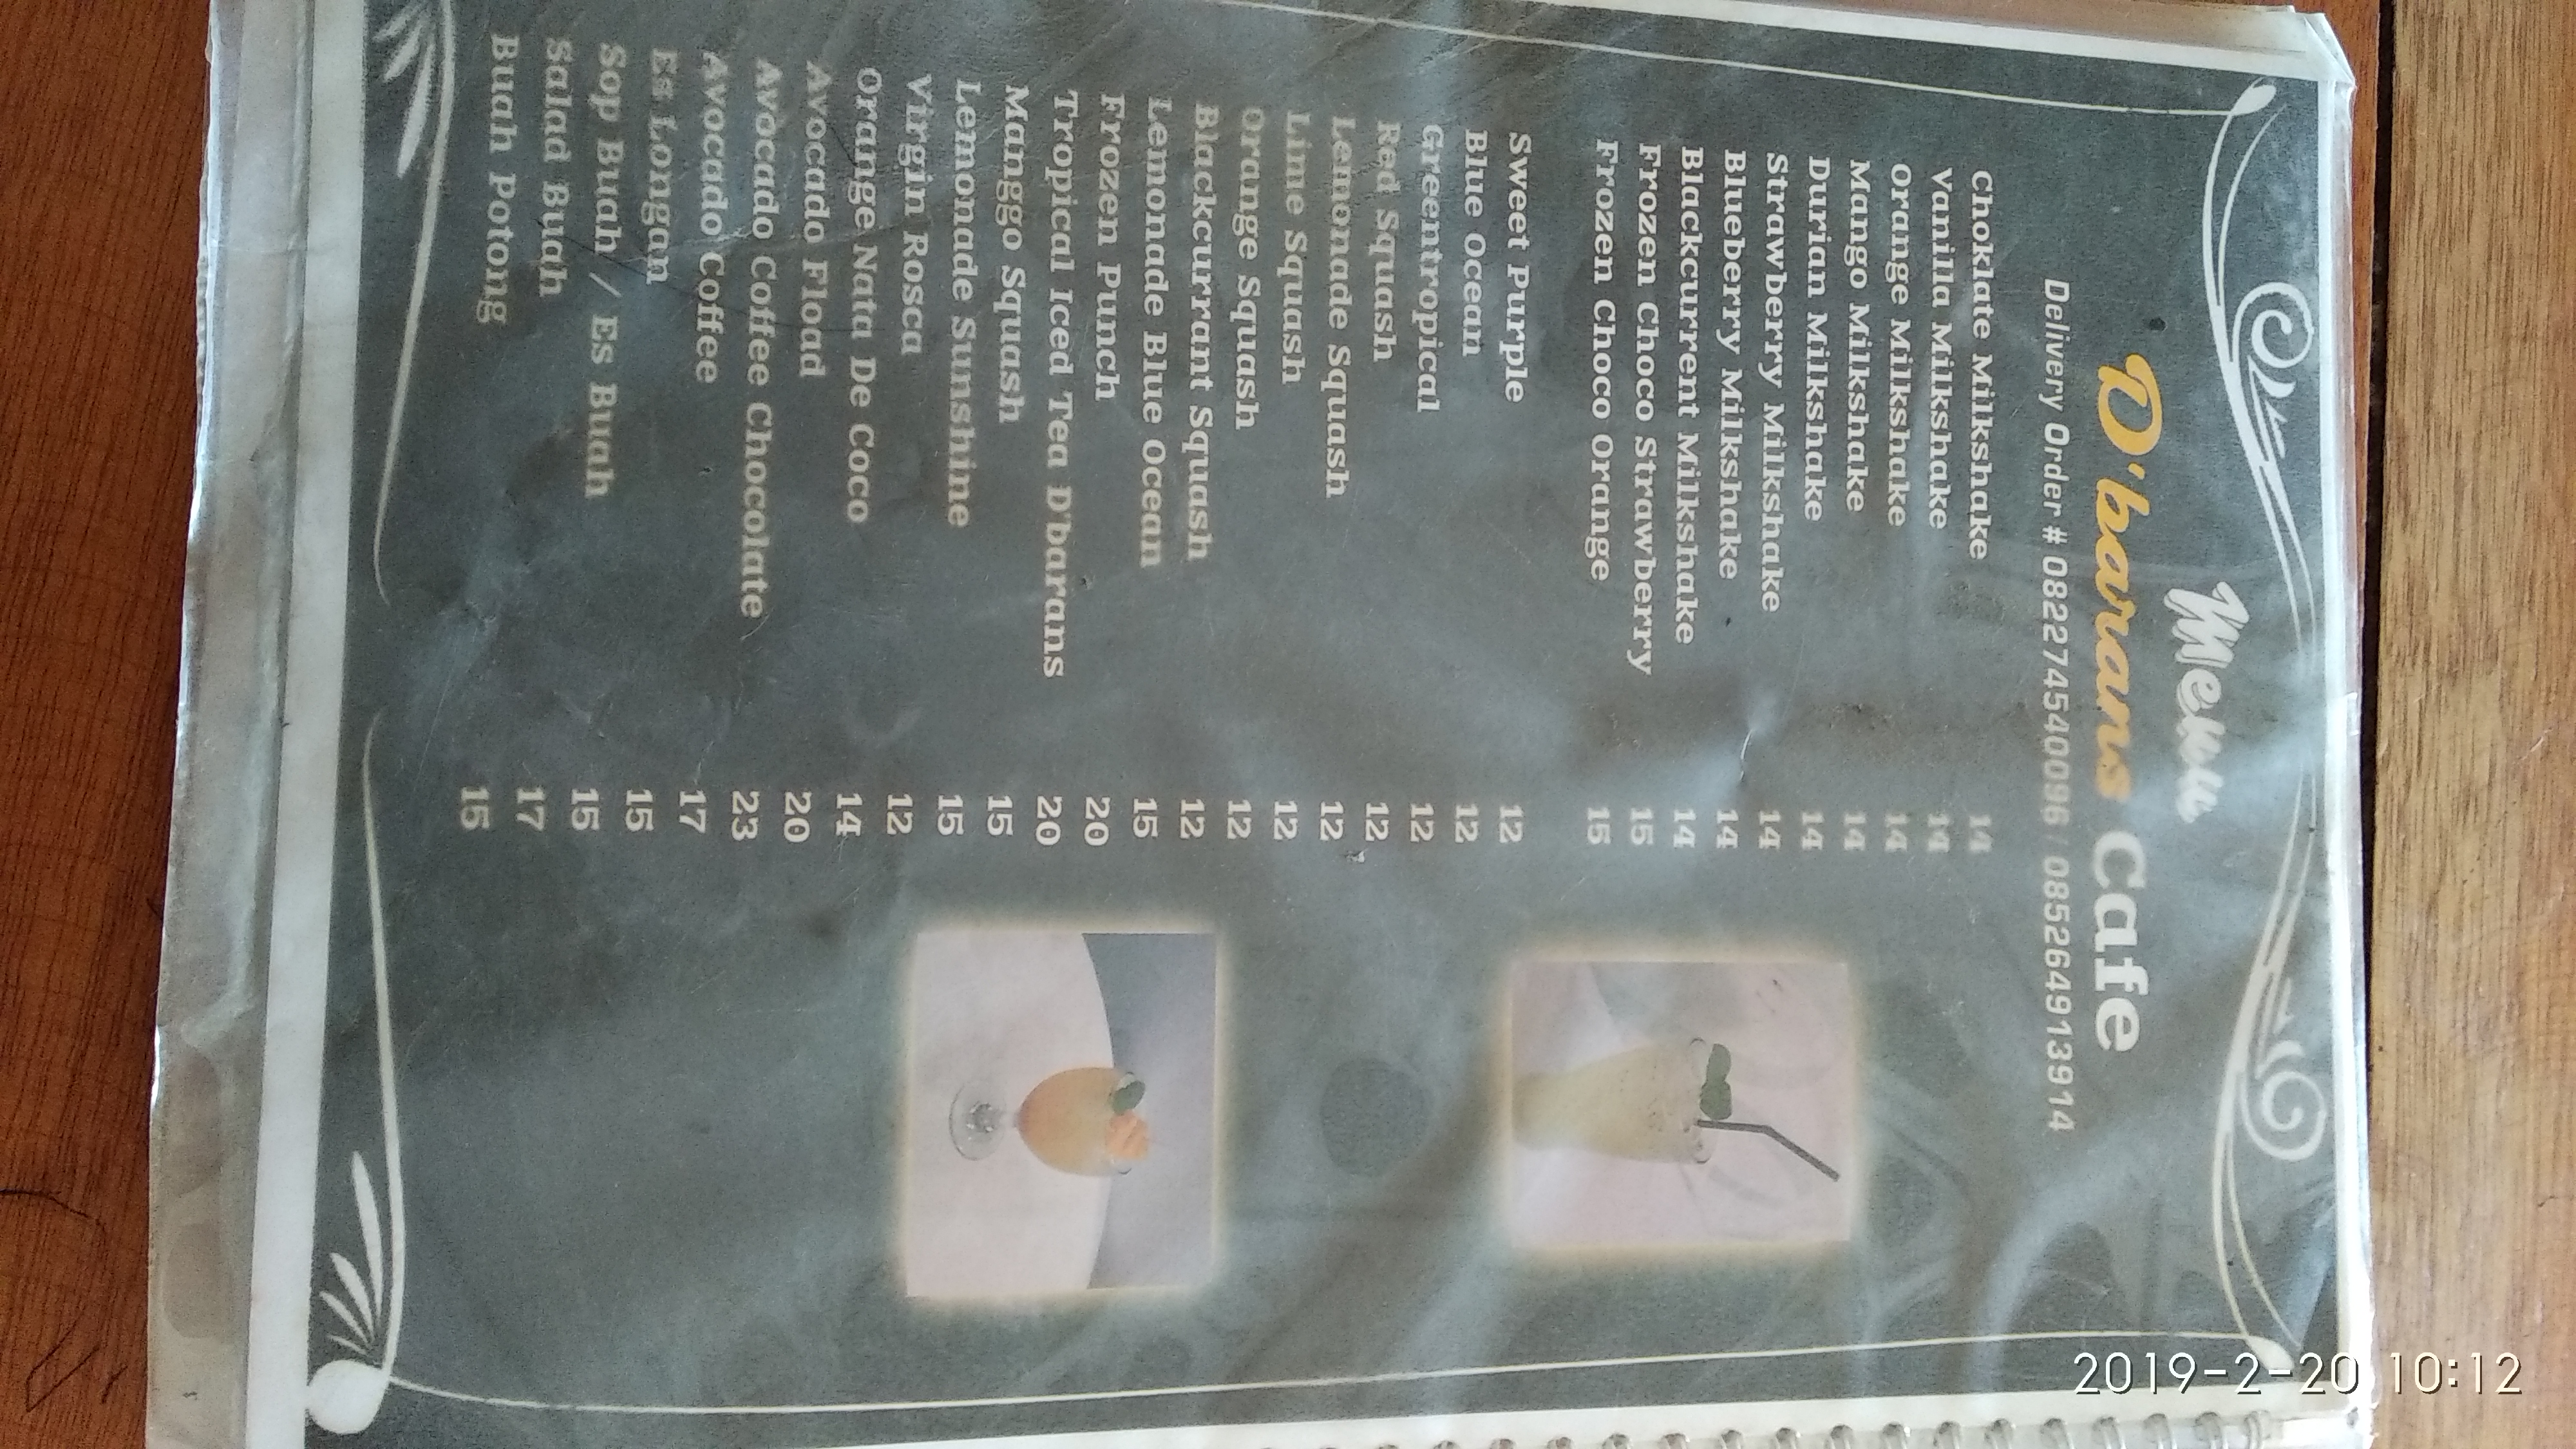 2019-2-20 10:12
Menu
D'barans Cafe
Delivery Order # 082274540096 / 085264913914
Choklate Milkshake 14
Vanilla Milkshake 14
Orange Milkshake 14
Mango Milkshake 14
Durian Milkshake 14
Strawberry Milkshake 14
Blueberry Milkshake 14
Blackcurrent Milkshake 14
Frozen Choco Strawberry 15
Frozen Choco Orange 15
Sweet Purple 12
Blue Ocean 12
Greentropical 12
Red Squash 12
Lemonade Squash 12
Lime Squash 12
Orange Squash 12
Blackcurrant Squash 12
Lemonade Blue Ocean 15
Frozen Punch 20
Tropical Iced Tea D'barans 20
Manggo Squash 15
Lemonade Sunshine 15
Virgin Rosca 12
Orange Nata De Coco 14
Avocado Fload 20
Avocado Coffee Chocolate 23
Avocado Coffee 17
Es Longan 15
Sop Buah / Es Buah 15
Salad Buah 17
Buah Potong 15